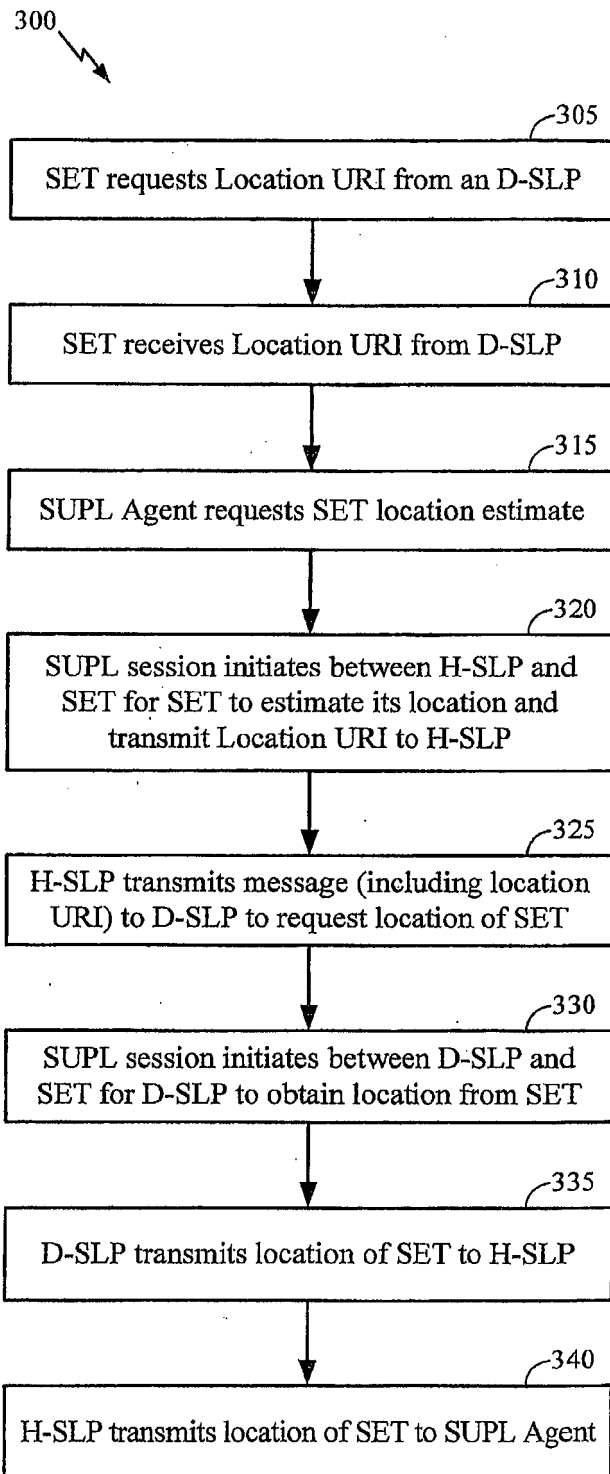 300
305
SET requests Location URI from an D-SLP
310
SET receives Location URI from D-SLP
315
SUPL Agent requests SET location estimate
320
SUPL session initiates between H-SLP and
SET for SET to estimate its location and
transmit Location URI to H-SLP
325
H-SLP transmits message (including location
URI) to D-SLP to request location of SET
330
SUPL session initiates between D-SLP and
SET for D-SLP to obtain location from SET
335
D-SLP transmits location of SET to H-SLP
340
H-SLP transmits location of SET to SUPL Agent